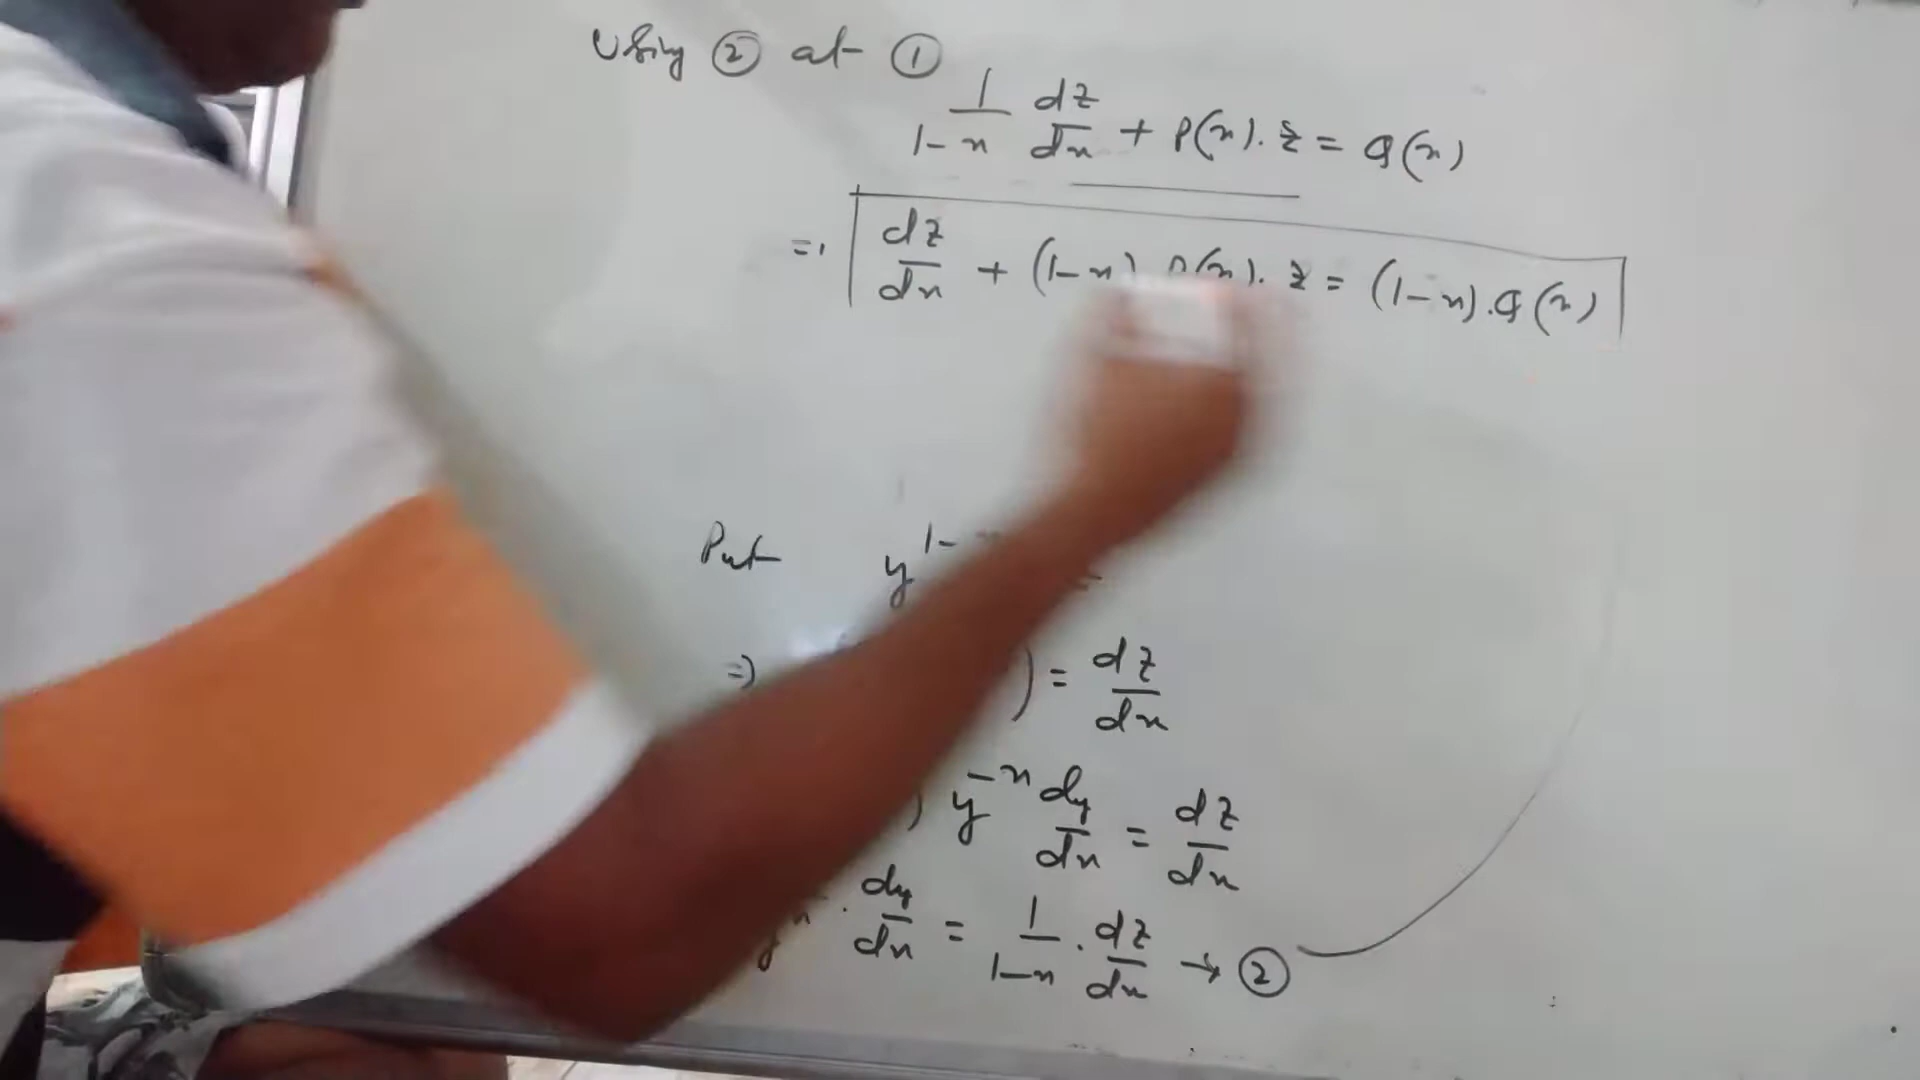 Using ② at ①
1/(1-n) dz/dx + P(x). z = Q(x)
=> dz/dx + (1-n) P(x). z = (1-n).Q(x)
Put y^(1-
=> ) = dz/dx
) y^(-n) dy/dx = dz/dx
y^(-n) . dy/dx = 1/(1-n) . dz/dx → ②